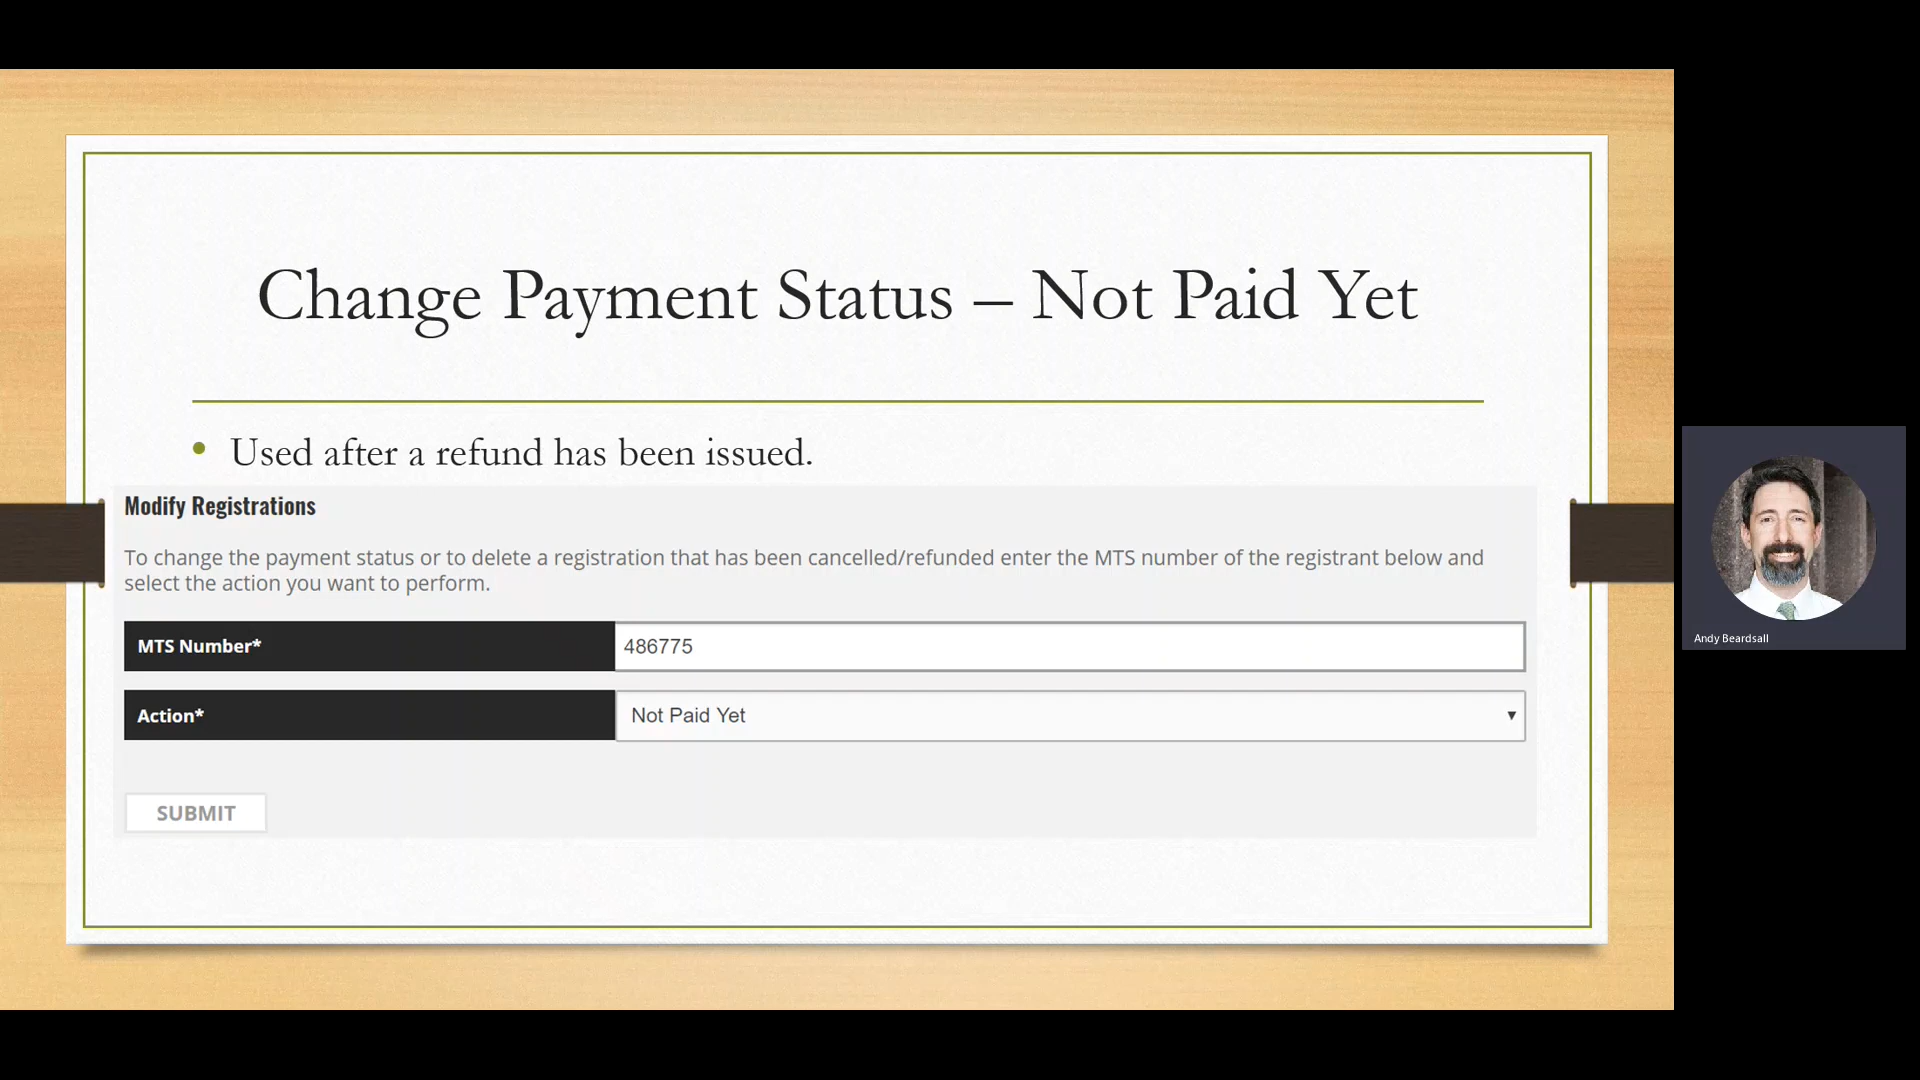 Change Payment Status – Not Paid Yet
• Used after a refund has been issued.
Modify Registrations
To change the payment status or to delete a registration that has been cancelled/refunded enter the MTS number of the registrant below and
select the action you want to perform.
MTS Number* 486775
Action* Not Paid Yet
SUBMIT
Andy Beardsall